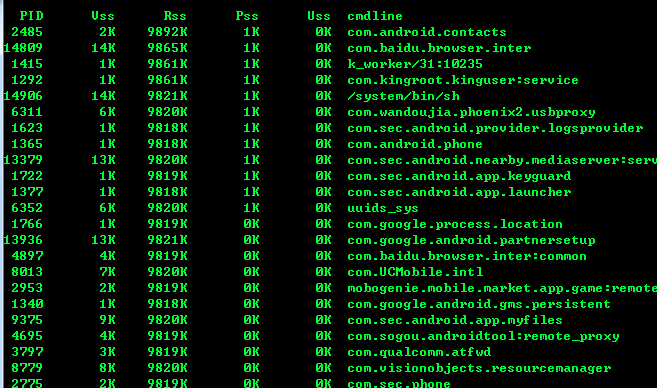 PID Vss Rss Pss Uss cmdline
2485 2K 9892K 1K 0K com.android.contacts
14809 14K 9865K 1K 0K com.baidu.browser.inter
1415 1K 9861K 1K 0K k_worker/31:10235
1292 1K 9861K 1K 0K com.kingroot.kinguser:service
14906 14K 9821K 1K 0K /system/bin/sh
6311 6K 9820K 1K 0K com.wandoujia.phoenix2.usbproxy
1623 1K 9818K 1K 0K com.sec.android.provider.logsprovider
1365 1K 9818K 1K 0K com.android.phone
13379 13K 9820K 1K 0K com.sec.android.nearby.mediaserver:serv
1722 1K 9819K 1K 0K com.sec.android.app.keyguard
1377 1K 9818K 1K 0K com.sec.android.app.launcher
6352 6K 9820K 1K 0K uuids_sys
1766 1K 9819K 0K 0K com.google.process.location
13936 13K 9821K 0K 0K com.google.android.partnersetup
4897 4K 9819K 0K 0K com.baidu.browser.inter:common
8013 7K 9820K 0K 0K com.UCMobile.intl
2953 2K 9819K 0K 0K mobogenie.mobile.market.app.game:remote
1340 1K 9818K 0K 0K com.google.android.gms.persistent
9375 9K 9820K 0K 0K com.sec.android.app.myfiles
4695 4K 9819K 0K 0K com.sogou.androidtool:remote_proxy
3797 3K 9819K 0K 0K com.qualcomm.atfwd
8779 8K 9820K 0K 0K com.visionobjects.resourcemanager
2775 2K 9819K 0K 0K com.sec.phone